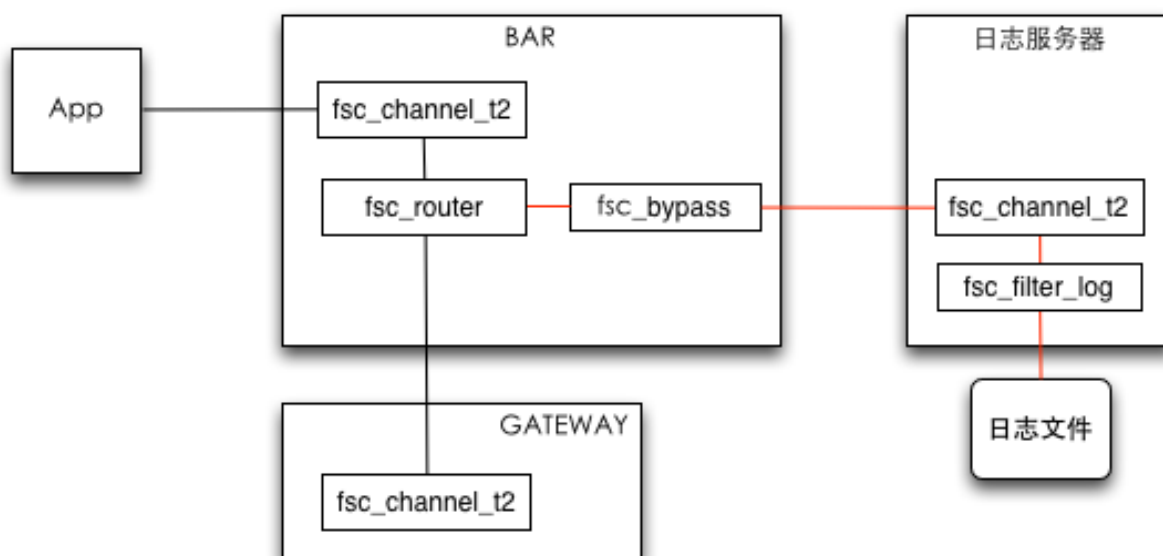 BAR
日志服务器
App
fsc_channel_t2
fsc_router
fsc_bypass
fsc_channel_t2
fsc_filter_log
GATEWAY
日志文件
fsc_channel_t2